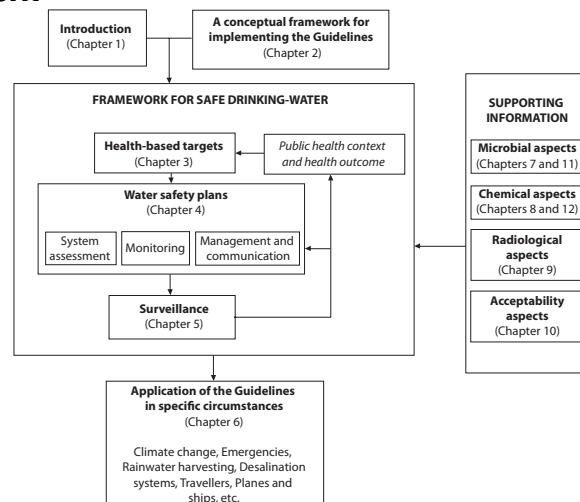 Introduction
(Chapter 1)
A conceptual framework for
implementing the Guidelines
(Chapter 2)
FRAMEWORK FOR SAFE DRINKING-WATER
Health-based targets
(Chapter 3)
Public health context
and health outcome
Water safety plans
(Chapter 4)
System
assessment
Monitoring
Management and
communication
Surveillance
(Chapter 5)
SUPPORTING
INFORMATION
Microbial aspects
(Chapters 7 and 11)
Chemical aspects
(Chapters 8 and 12)
Radiological
aspects
(Chapter 9)
Acceptability
aspects
(Chapter 10)
Application of the Guidelines
in specific circumstances
(Chapter 6)
Climate change, Emergencies,
Rainwater harvesting, Desalination
systems, Travellers, Planes and
ships, etc.